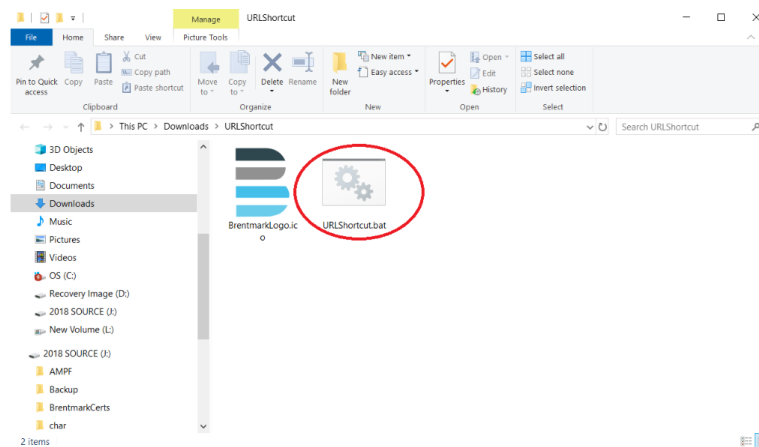 Manage
URLShortcut
File
Home
Share
View
Picture Tools
Pin to Quick
access
Copy
Paste
Cut
Copy path
Paste shortcut
Move
to
Copy
to
Delete
Rename
New
folder
New item
Easy access
Properties
Open
Edit
History
Select all
Select none
Invert selection
Clipboard
Organize
New
Open
Select
This PC > Downloads > URLShortcut
Search URLShortcut
3D Objects
Desktop
Documents
Downloads
Music
Pictures
Videos
OS (C:)
Recovery Image (D:)
2018 SOURCE (J:)
New Volume (L:)
2018 SOURCE (J:)
AMPF
Backup
BrentmarkCerts
char
BrentmarkLogo.ic
o
URLShortcut.bat
2 items